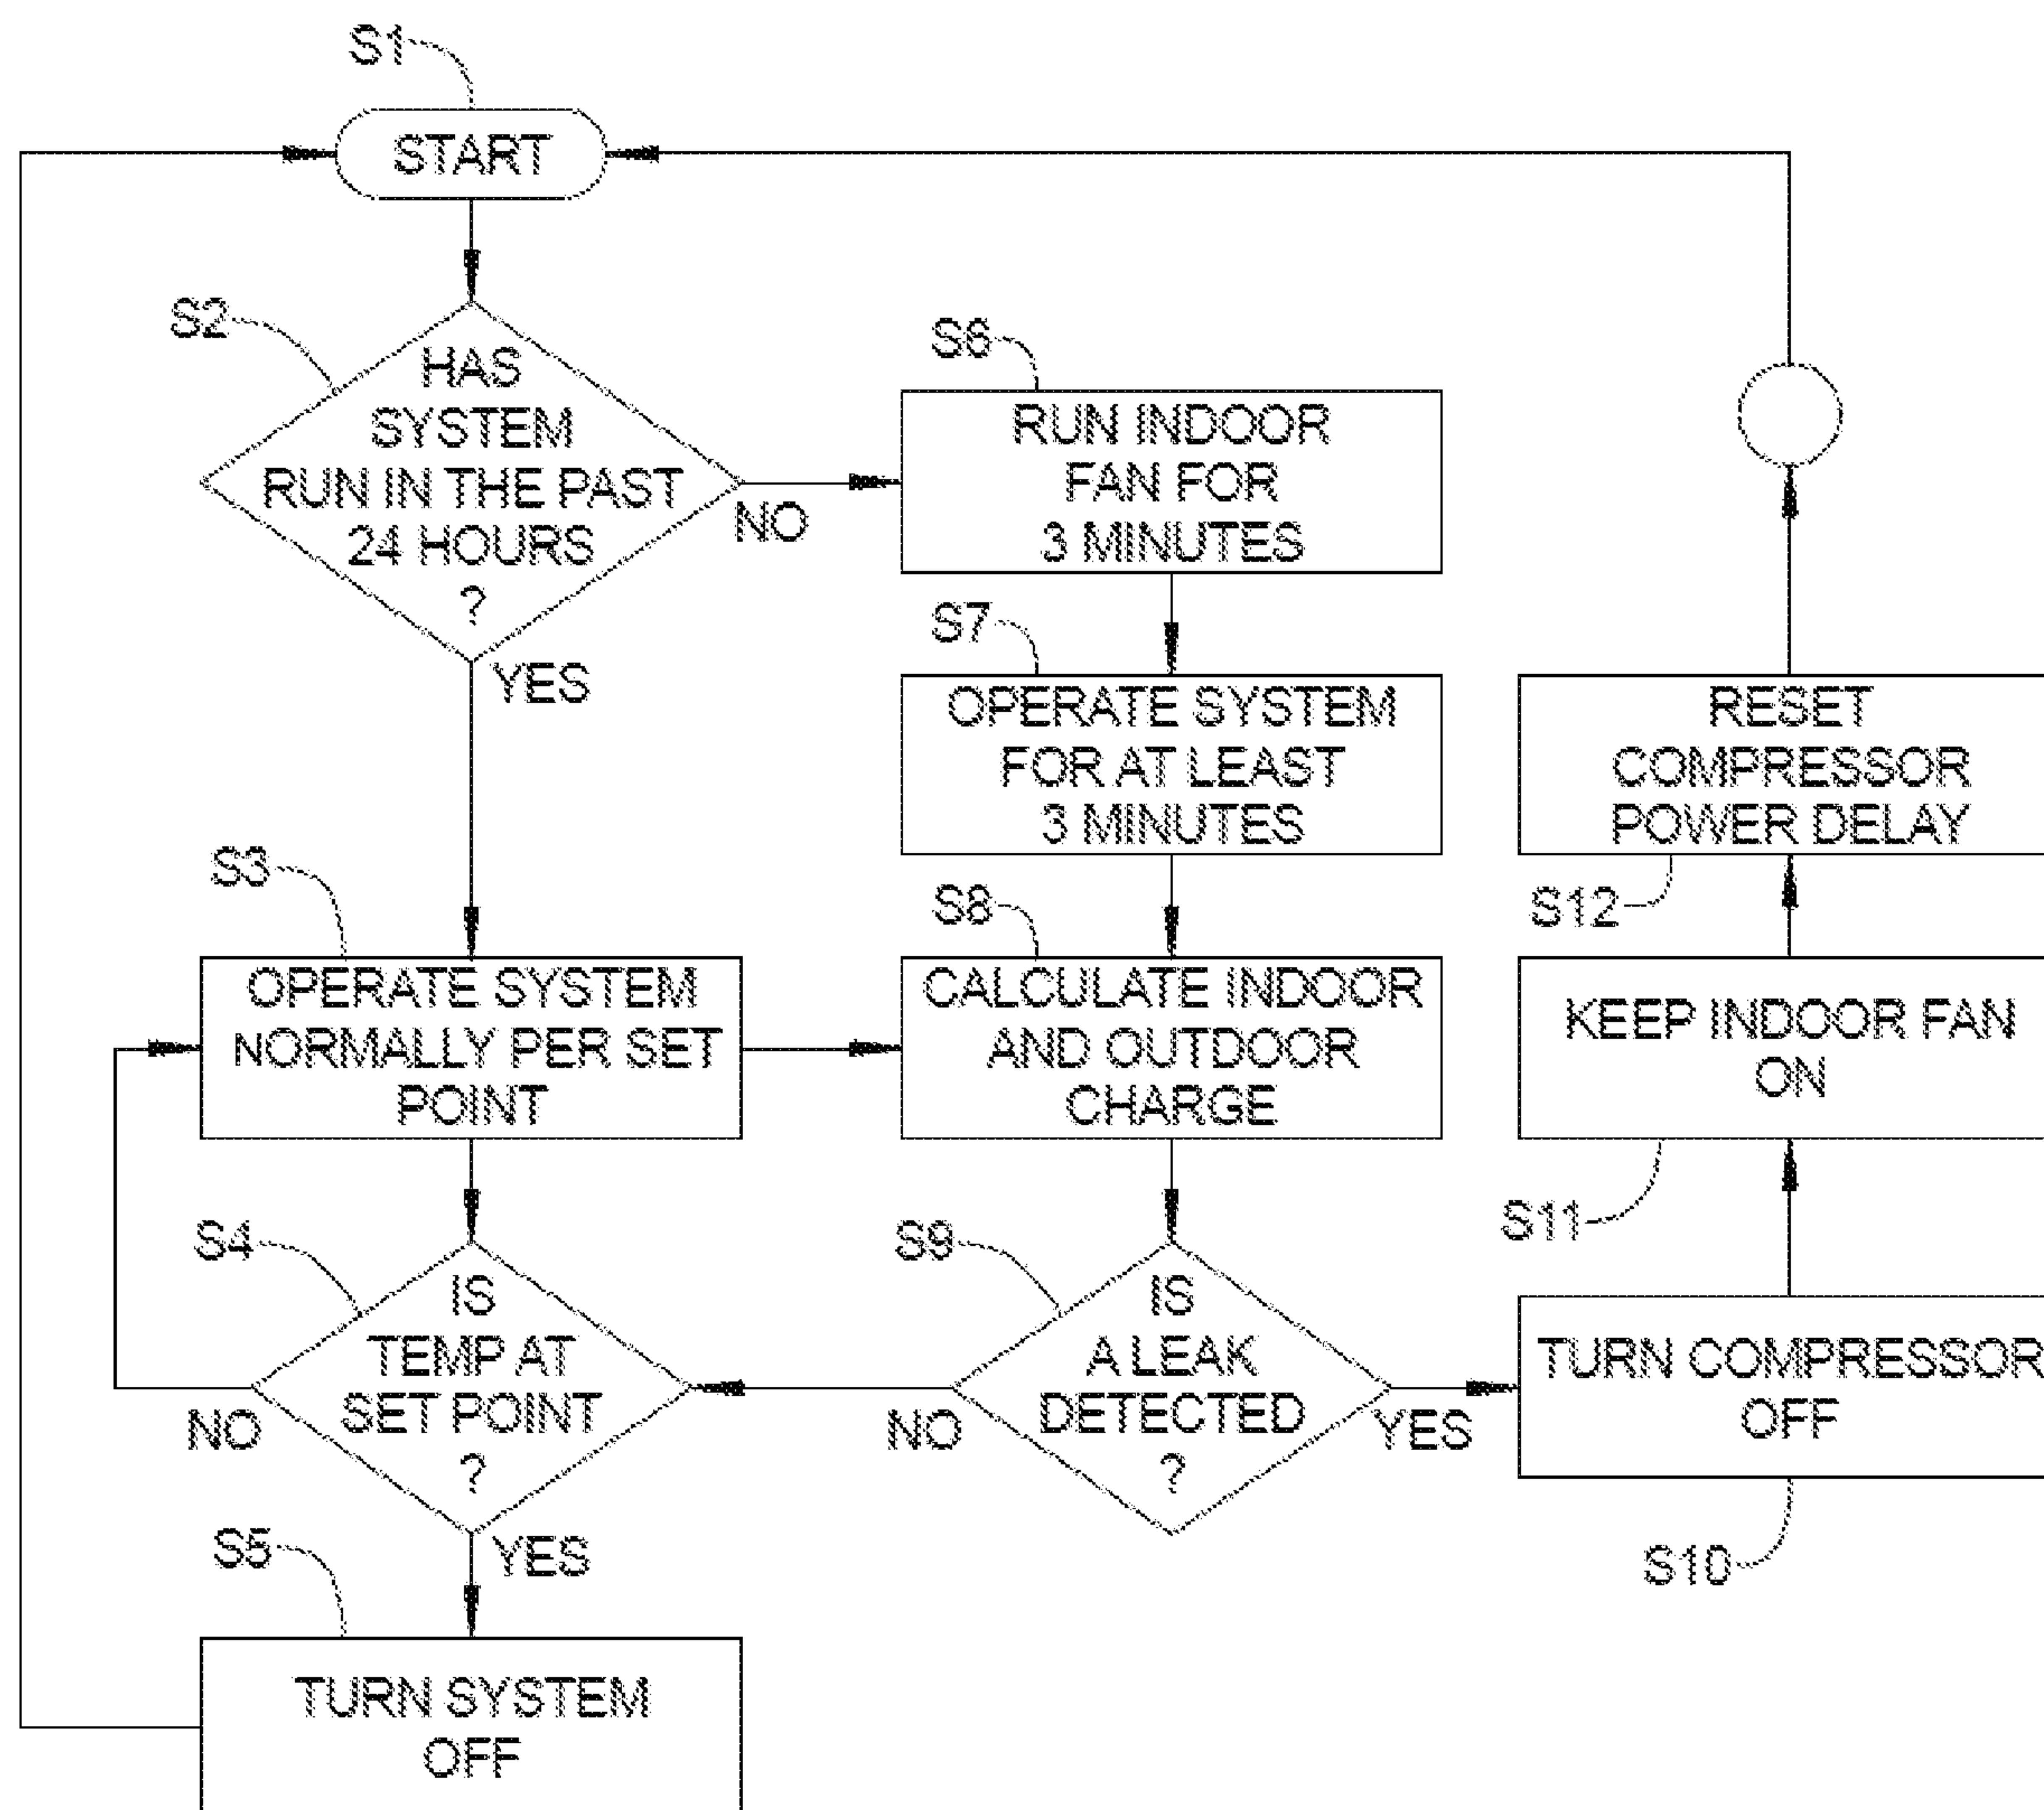 S1
START
S2
HAS
SYSTEM
RUN IN THE PAST
24 HOURS
?
NO
YES
S6
RUN INDOOR
FAN FOR
3 MINUTES
S7
OPERATE SYSTEM
FOR AT LEAST
3 MINUTES
S3
OPERATE SYSTEM
NORMALLY PER SET
POINT
S8
CALCULATE INDOOR
AND OUTDOOR
CHARGE
S4
IS
TEMP AT
SET POINT
?
NO
YES
S5
TURN SYSTEM
OFF
S9
IS
A LEAK
DETECTED
?
NO
YES
TURN COMPRESSOR
OFF
S10
KEEP INDOOR FAN
ON
S11
RESET
COMPRESSOR
POWER DELAY
S12